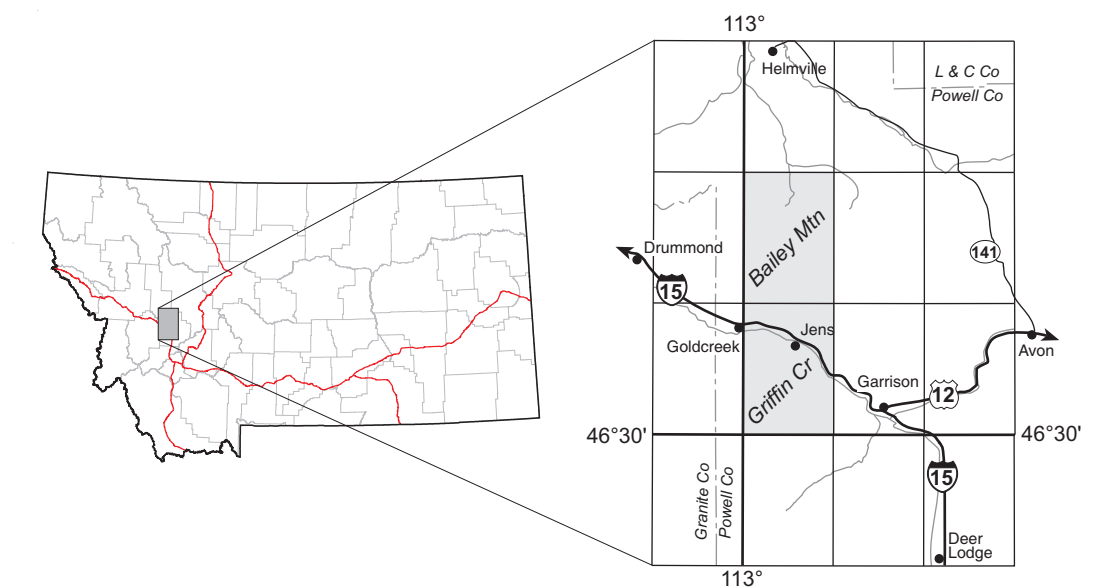 113°
Helmville
L & C Co
Powell Co
Bailey Mtn
Drummond
141
15
Jens
Goldcreek
Avon
Griffin Cr
Garrison
12
46°30'
46°30'
15
Granite Co
Powell Co
Deer
Lodge
113°